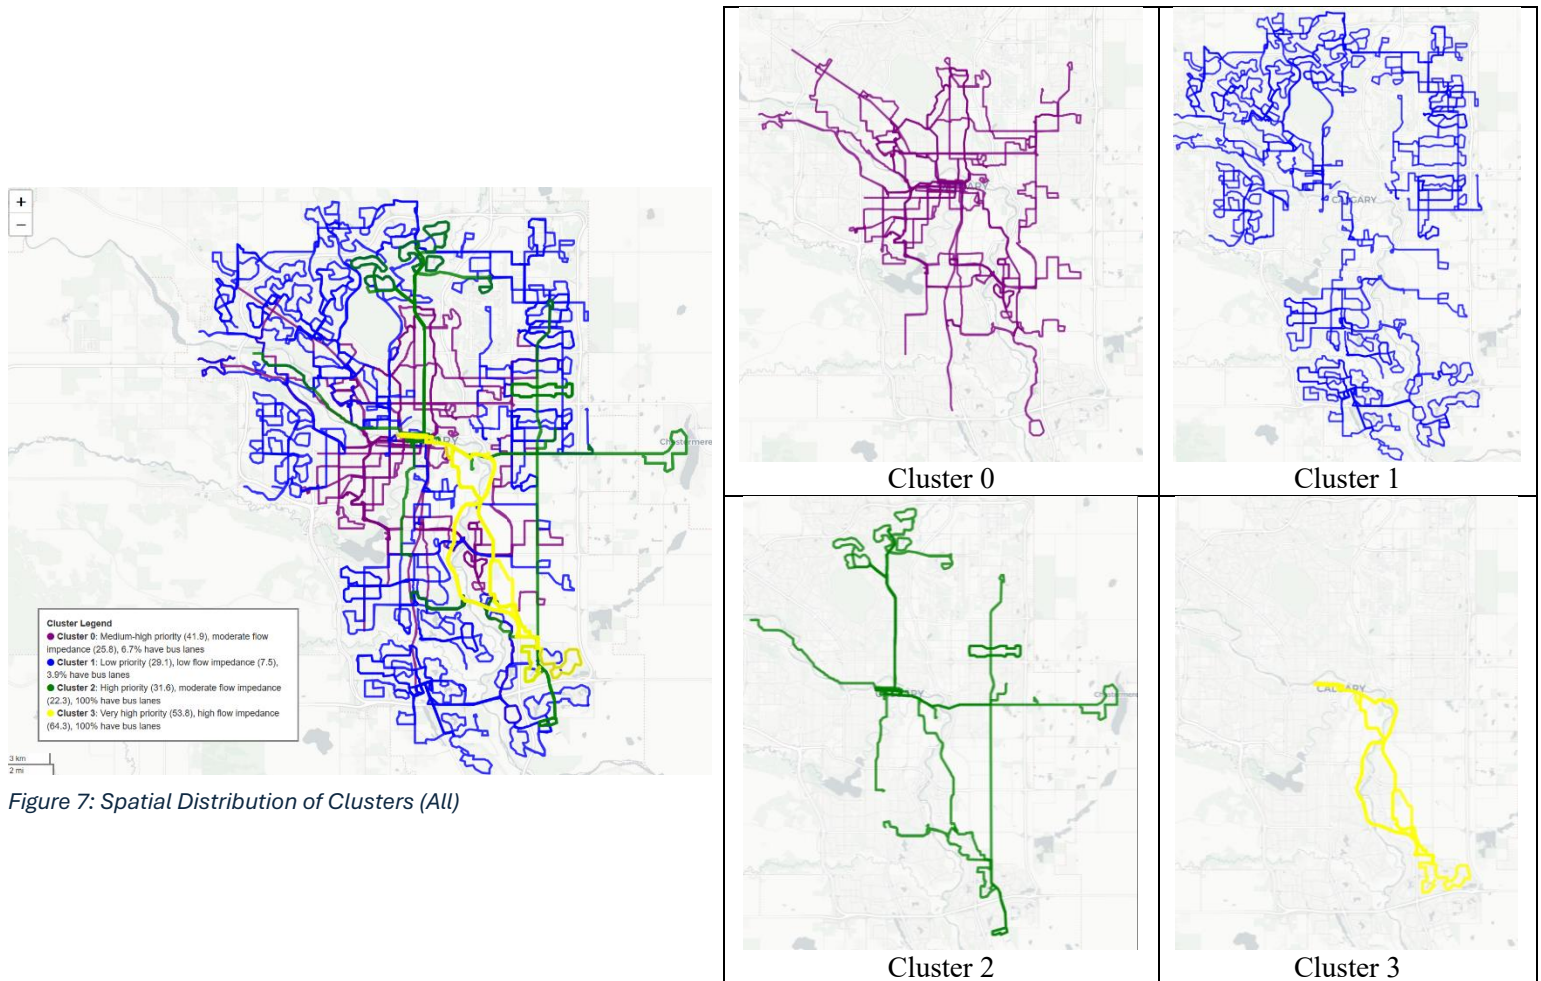 +
−
CALGARY
Chestermere
Cluster Legend
Cluster 0: Medium-high priority (41.9), moderate flow
impedance (25.8), 6.7% have bus lanes
Cluster 1: Low priority (29.1), low flow impedance (7.5),
3.9% have bus lanes
Cluster 2: High priority (31.6), moderate flow impedance
(22.3), 100% have bus lanes
Cluster 3: Very high priority (53.8), high flow impedance
(64.3), 100% have bus lanes
3 km
2 mi
Figure 7: Spatial Distribution of Clusters (All)
Cluster 0
CALGARY
Cluster 1
Cluster 2
CALGARY
Cluster 3